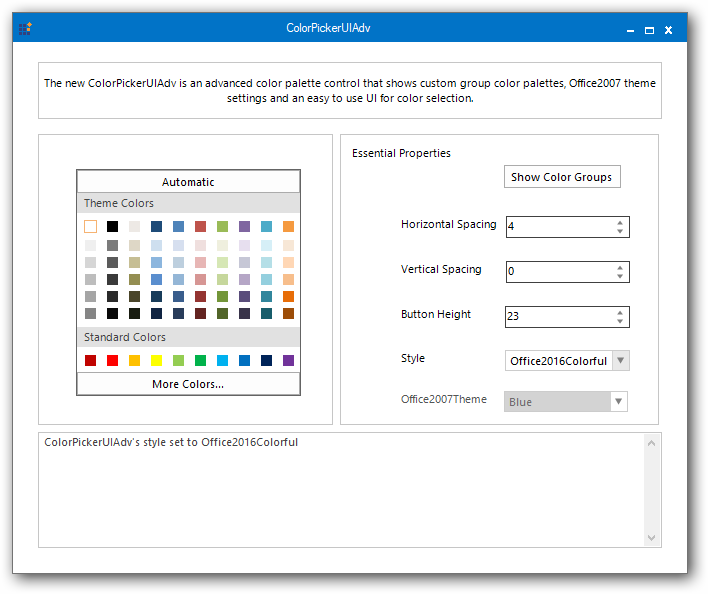 ColorPickerUIAdv
The new ColorPickerUIAdv is an advanced color palette control that shows custom group color palettes, Office2007 theme
settings and an easy to use UI for color selection.
Automatic
Theme Colors
Standard Colors
More Colors...
Essential Properties
Show Color Groups
Horizontal Spacing 4
Vertical Spacing 0
Button Height 23
Style Office2016Colorful
Office2007Theme Blue
ColorPickerUIAdv's style set to Office2016Colorful